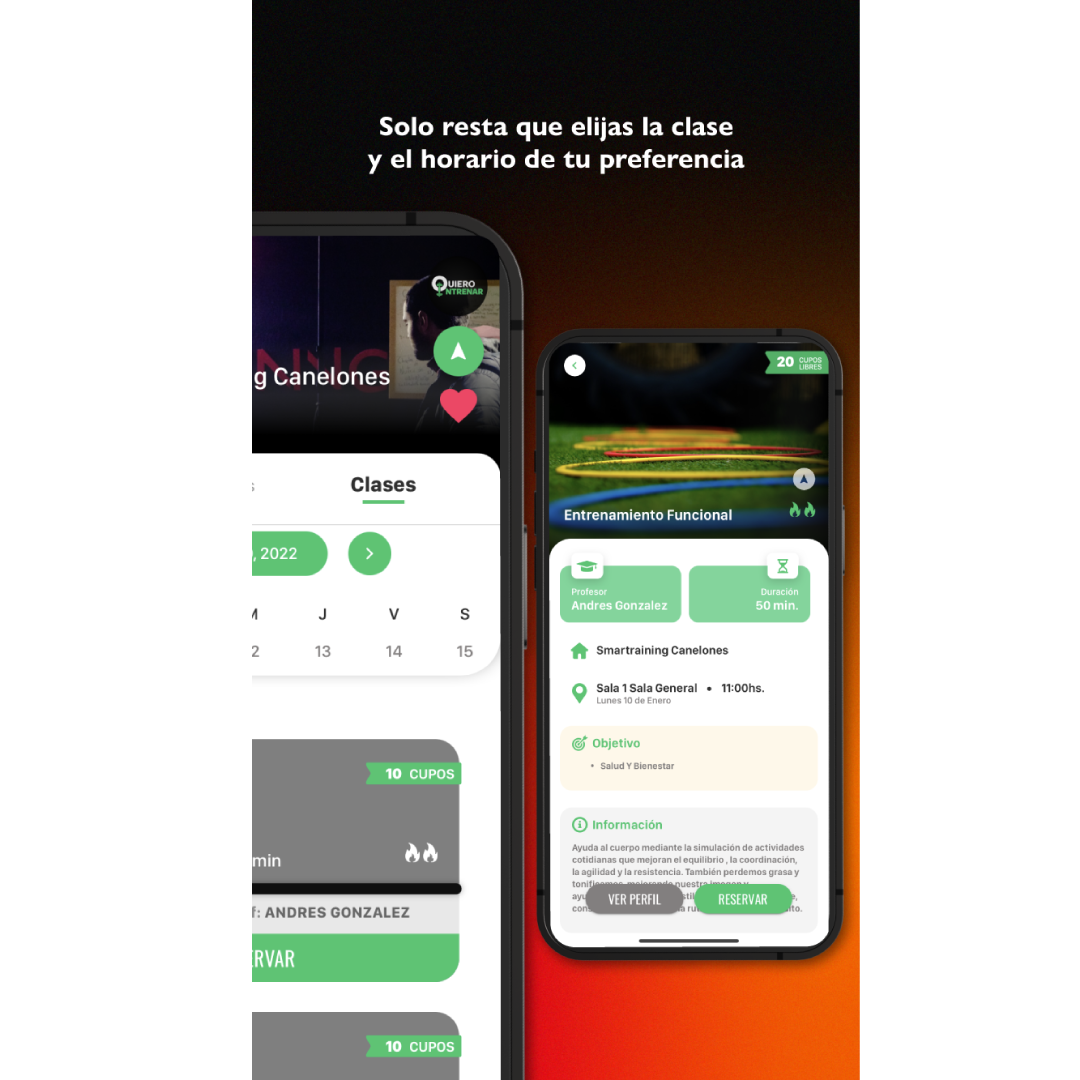 Solo resta que elijas la clase
y el horario de tu preferencia
QUIERO
ENTRENAR
g Canelones
s
Clases
, 2022
M
J
V
S
2
13
14
15
10 CUPOS
min
f: ANDRES GONZALEZ
RVAR
10 CUPOS
20 CUPOS
LIBRES
Entrenamiento Funcional
Profesor
Andres Gonzalez
Duración
50 min.
Smartraining Canelones
Sala 1 Sala General • 11:00hs.
Lunes 10 de Enero
Objetivo
• Salud Y Bienestar
Información
Ayuda al cuerpo mediante la simulación de actividades
cotidianas que mejoran el equilibrio , la coordinación,
la agilidad y la resistencia. También perdemos grasa y
nuestra
VER PERFIL
RESERVAR